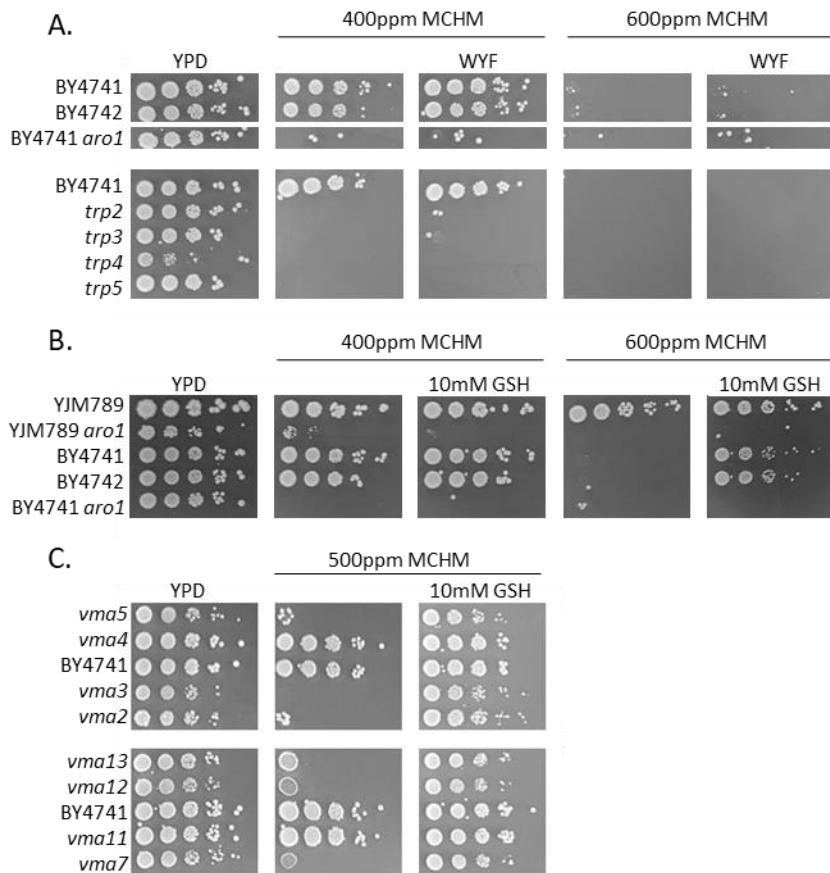 A.
400ppm MCHM 600ppm MCHM
YPD WYF WYF
BY4741
BY4742
BY4741 aro1
BY4741
trp2
trp3
trp4
trp5
B.
400ppm MCHM 600ppm MCHM
YPD 10mM GSH 10mM GSH
YJM789
YJM789 aro1
BY4741
BY4742
BY4741 aro1
C.
500ppm MCHM
YPD 10mM GSH
vma5
vma4
BY4741
vma3
vma2
vma13
vma12
BY4741
vma11
vma7